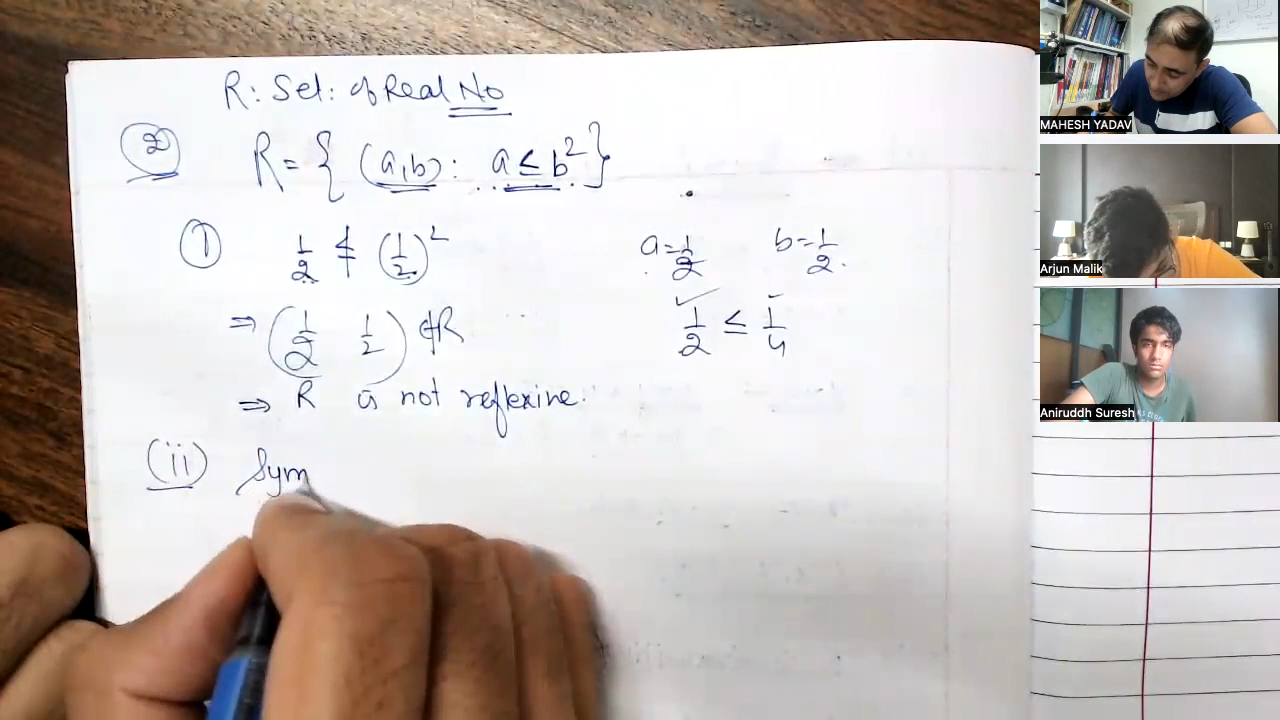 R: Set: of Real No
② R = { (a,b) : a ≤ b² }
① 1/2 ≰ (1/2)²
a = 1/2 b = 1/2
⇒ (1/2 1/2) ∉ R
1/2 ≤ 1/4
⇒ R is not reflexive.
(ii) Sym
MAHESH YADAV
Arjun Malik
Aniruddh Suresh